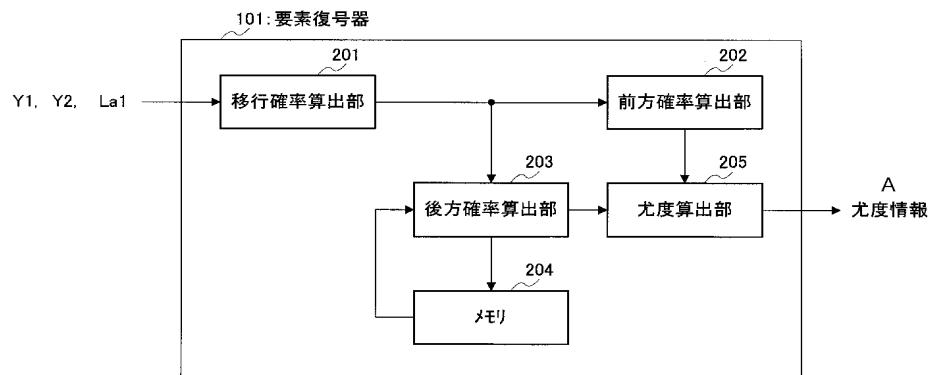 101:要素復号器
201
202
Y1, Y2, La1
移行確率算出部
前方確率算出部
203
205
後方確率算出部
尤度算出部
A
尤度情報
204
メモリ